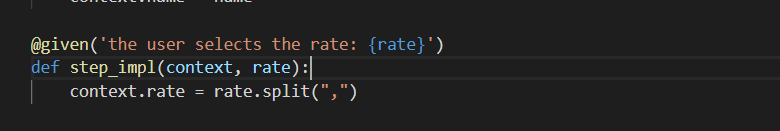 @given('the user selects the rate: {rate}')
def step_impl(context, rate):
context.rate = rate.split(",")